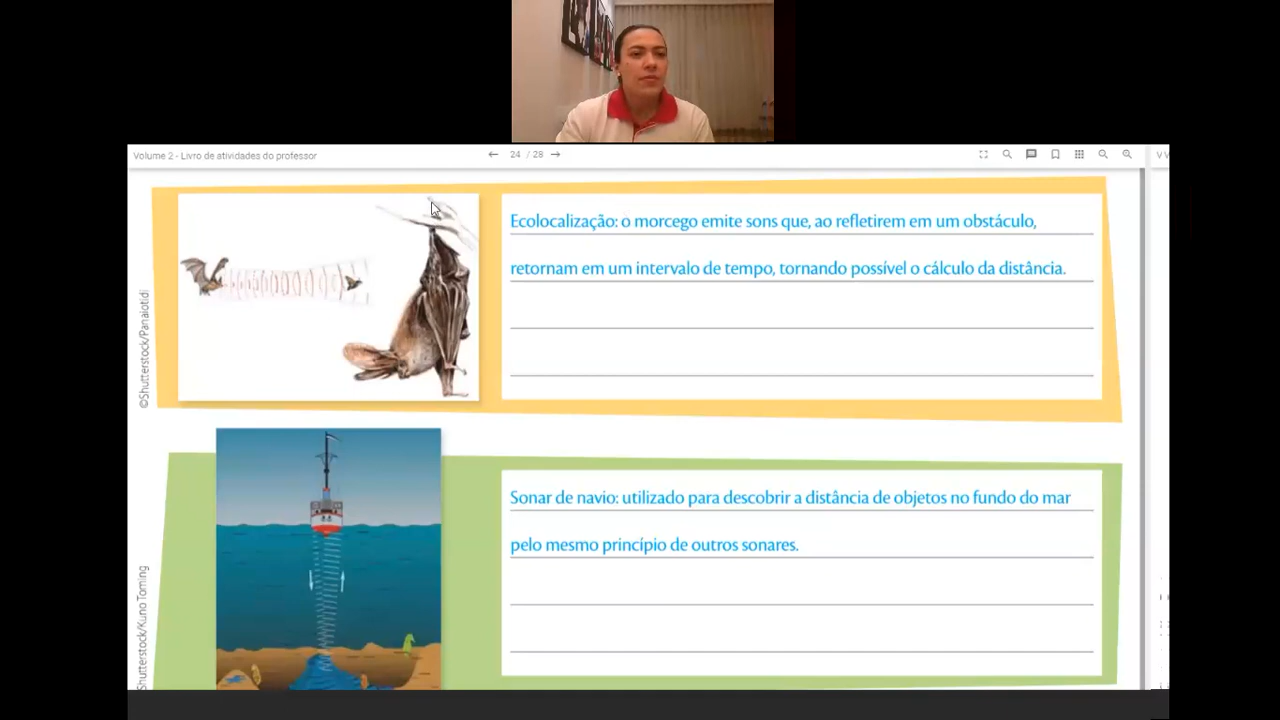 Volume 2 - Livro de atividades do professor
24 / 28
Ecolocalização: o morcego emite sons que, ao refletirem em um obstáculo,
retornam em um intervalo de tempo, tornando possível o cálculo da distância.
©Shutterstock/Panaiotidi
Sonar de navio: utilizado para descobrir a distância de objetos no fundo do mar
pelo mesmo princípio de outros sonares.
Shutterstock/Kuno Toming